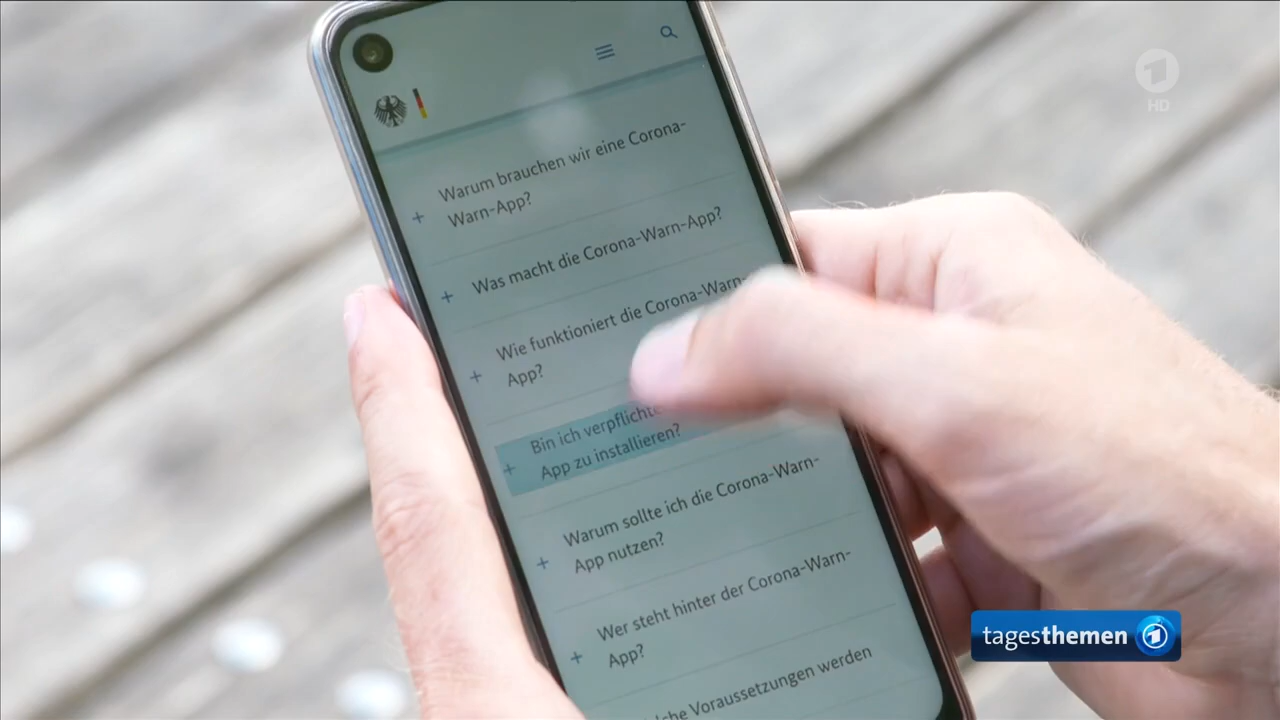 1
HD
Warum brauchen wir eine Corona-
Warn-App?
Was macht die Corona-Warn-App?
Wie funktioniert die Corona-Warn-
App?
Bin ich
App zu installieren?
Warum sollte ich die Corona-Warn-
App nutzen?
Wer steht hinter der Corona-Warn-
App?
Voraussetzungen werden
tagesthemen 1